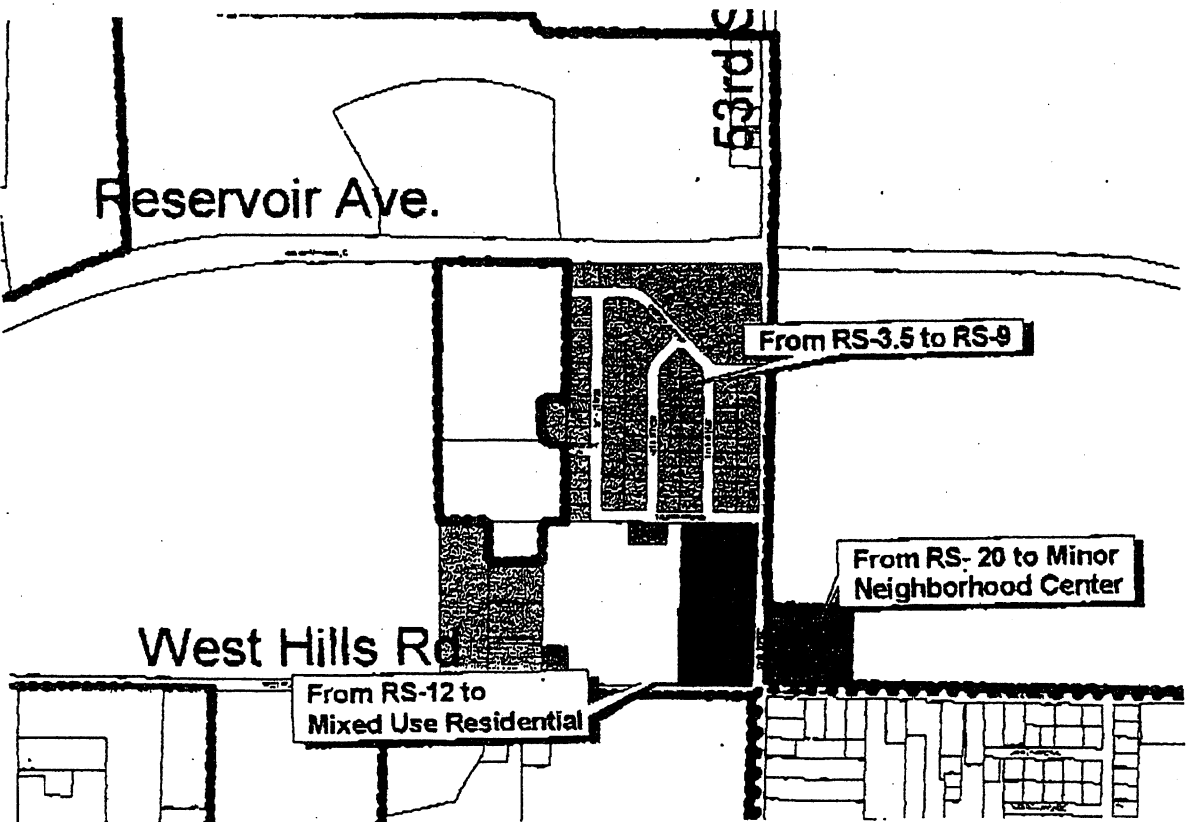 53rd S
Reservoir Ave.
From RS-3.5 to RS-9
From RS- 20 to Minor
Neighborhood Center
West Hills Rd
From RS-12 to
Mixed Use Residential